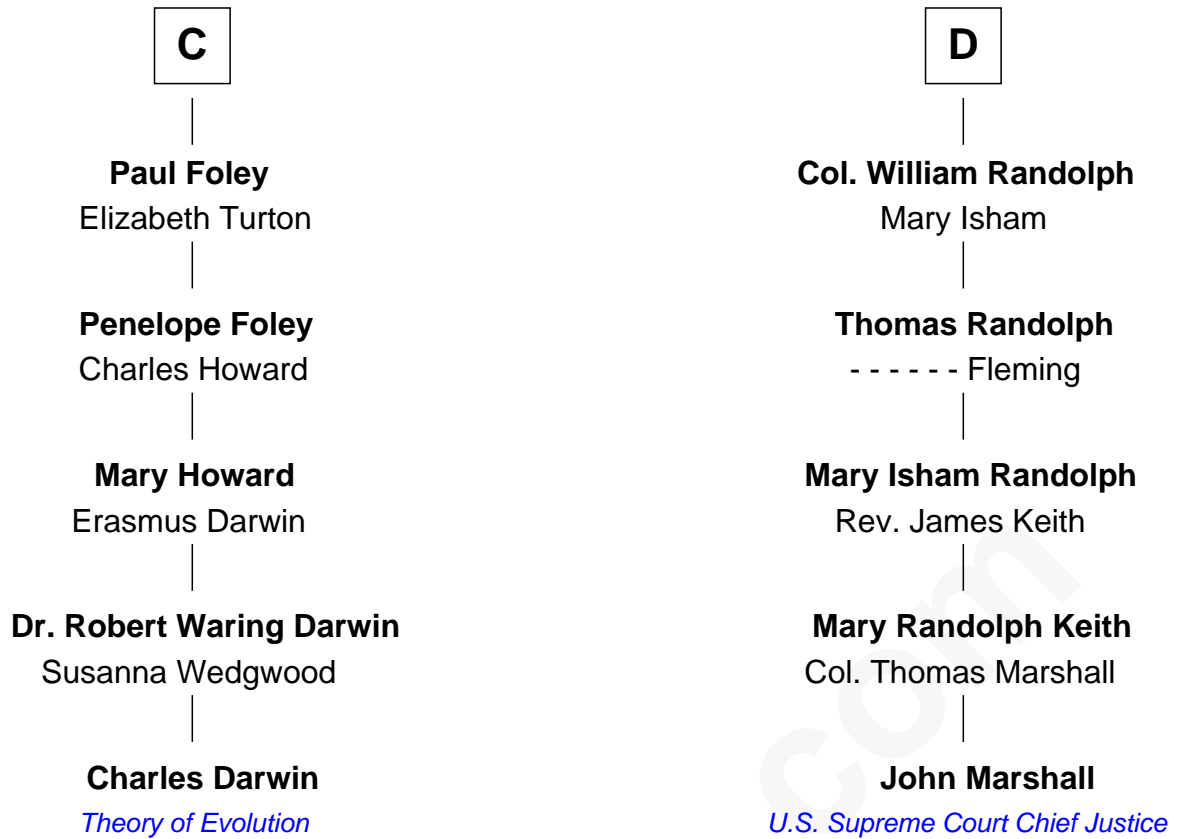 C
Paul Foley
Elizabeth Turton
Penelope Foley
Charles Howard
Mary Howard
Erasmus Darwin
Dr. Robert Waring Darwin
Susanna Wedgwood
Charles Darwin
Theory of Evolution
D
Col. William Randolph
Mary Isham
Thomas Randolph
- - - - - - Fleming
Mary Isham Randolph
Rev. James Keith
Mary Randolph Keith
Col. Thomas Marshall
John Marshall
U.S. Supreme Court Chief Justice
com